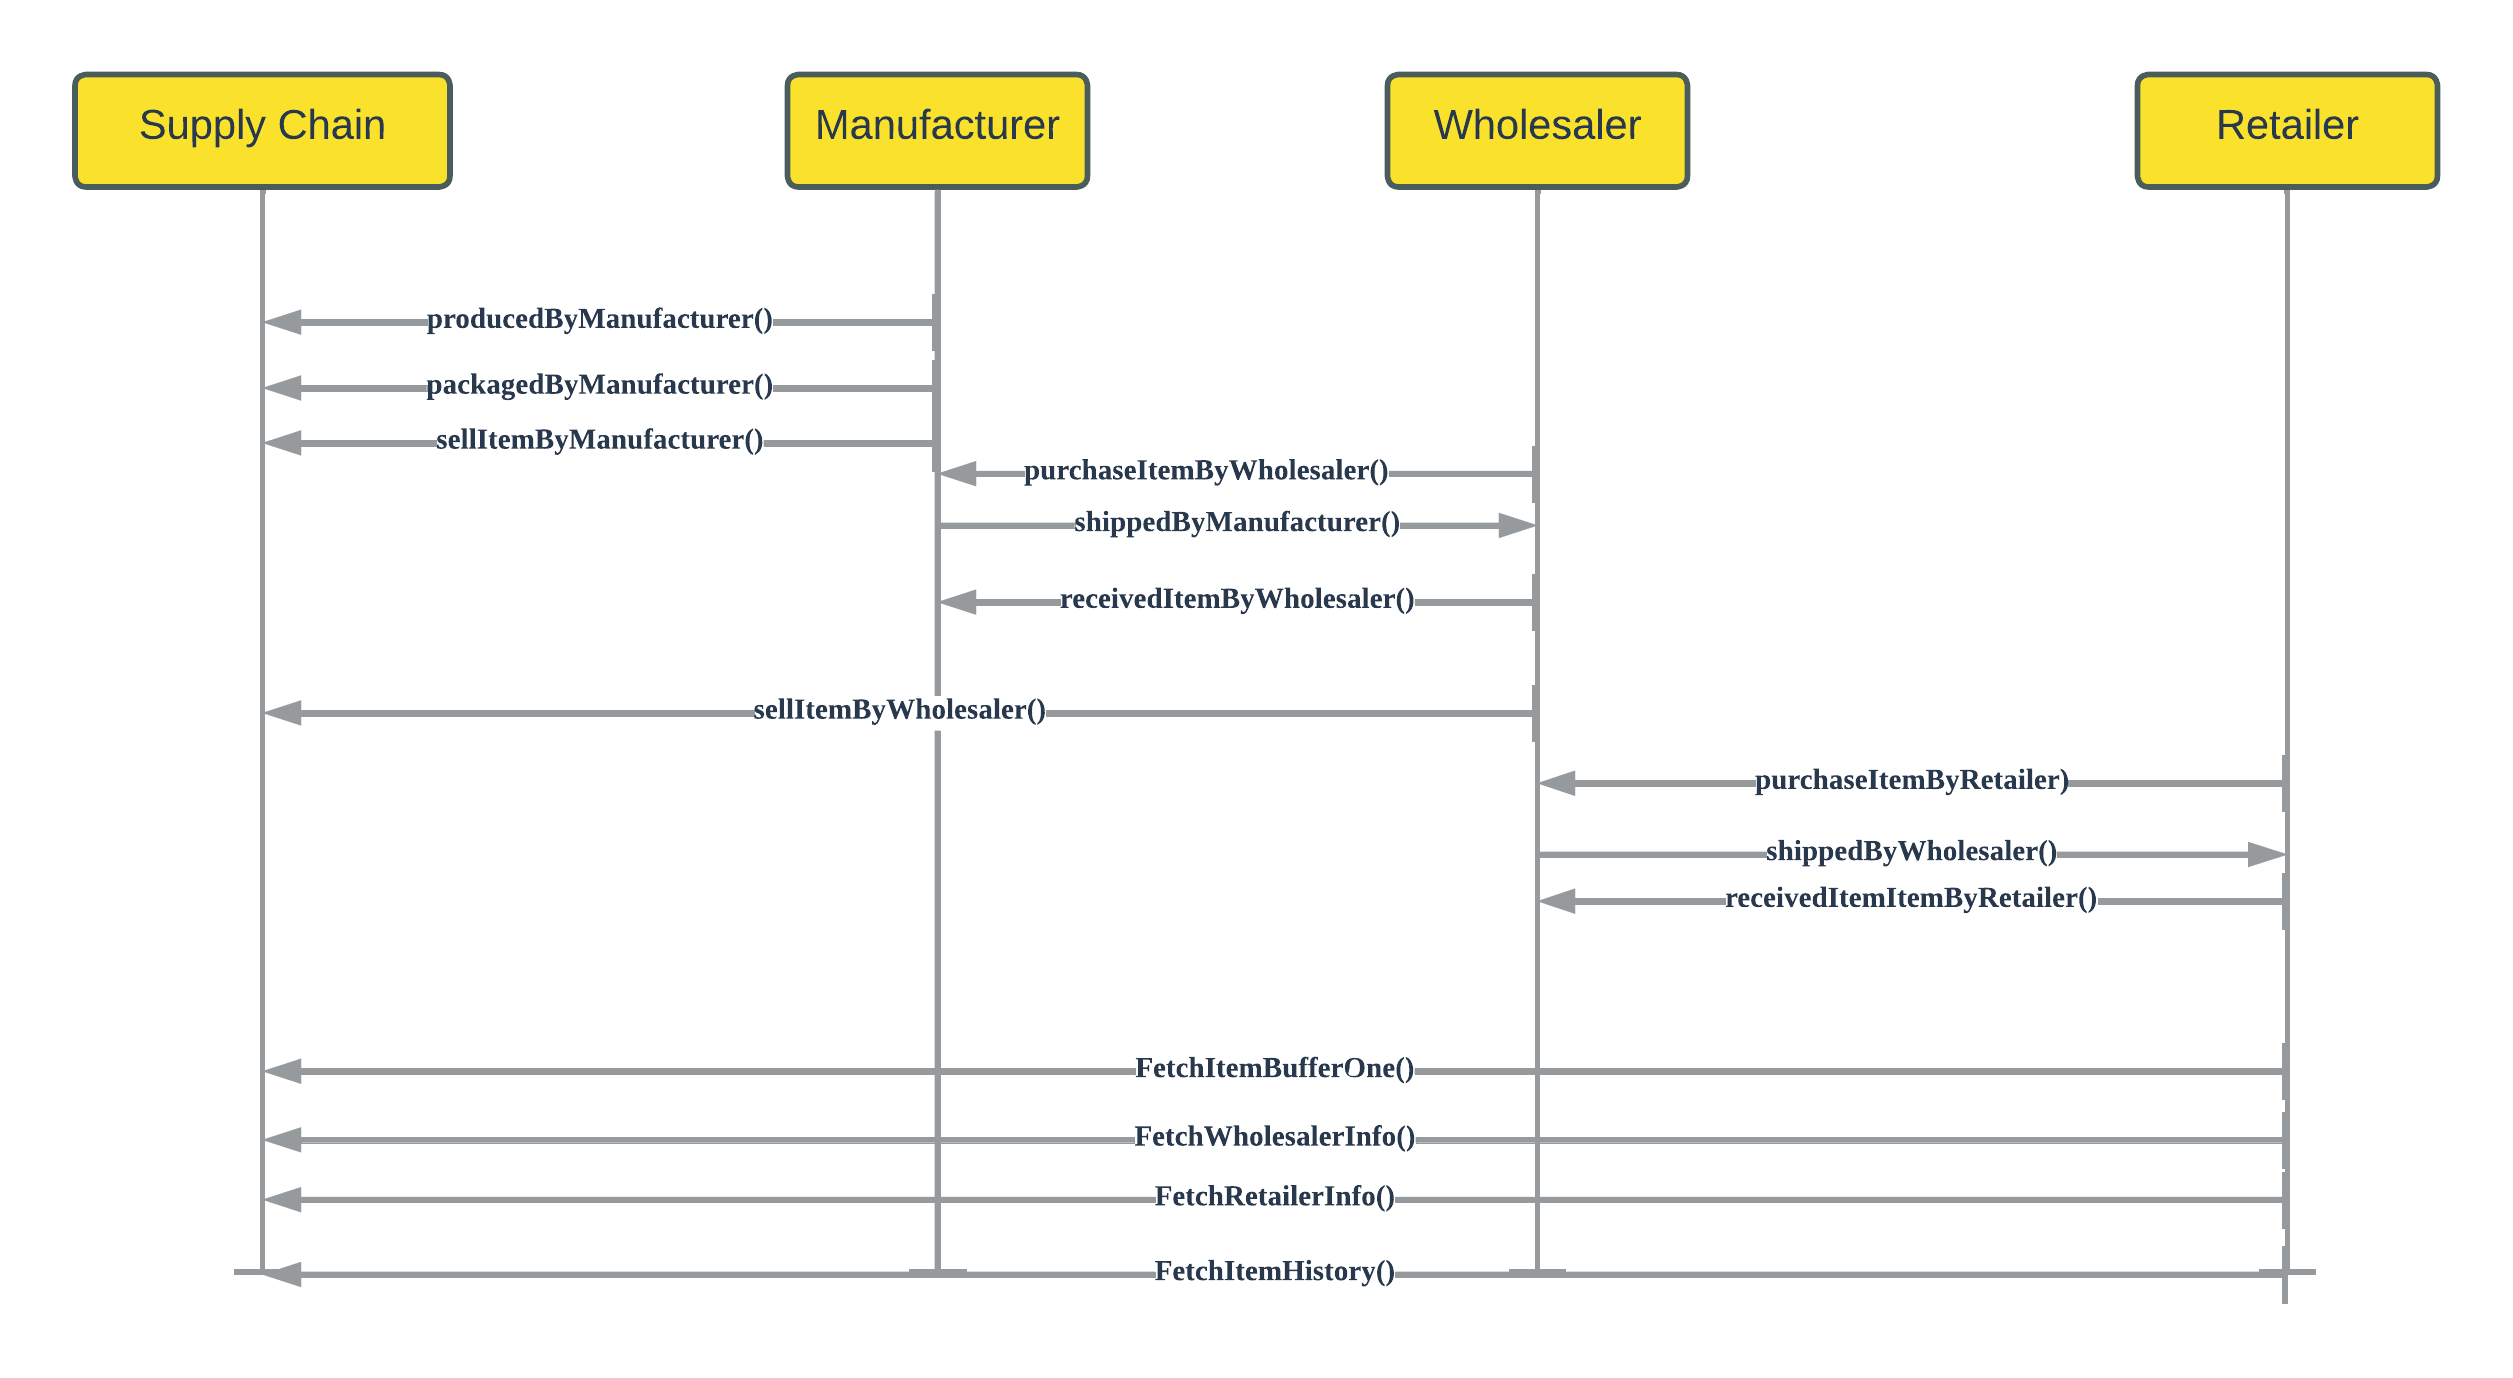 Supply Chain
Manufacturer
Wholesaler
Retailer
producedByManufacturer()
packagedByManufacturer()
sellItemByManufacturer()
purchaseItemByWholesaler()
shippedByManufacturer()
receivedItemByWholesaler()
sellItemByWholesaler()
purchaseItemByRetailer)
shippedByWholesaler()
receivedItemItemByRetailer()
FetchItemBufferOne()
FetchWholesalerInfo()
FetchRetailerInfo()
FetchItemHistory()